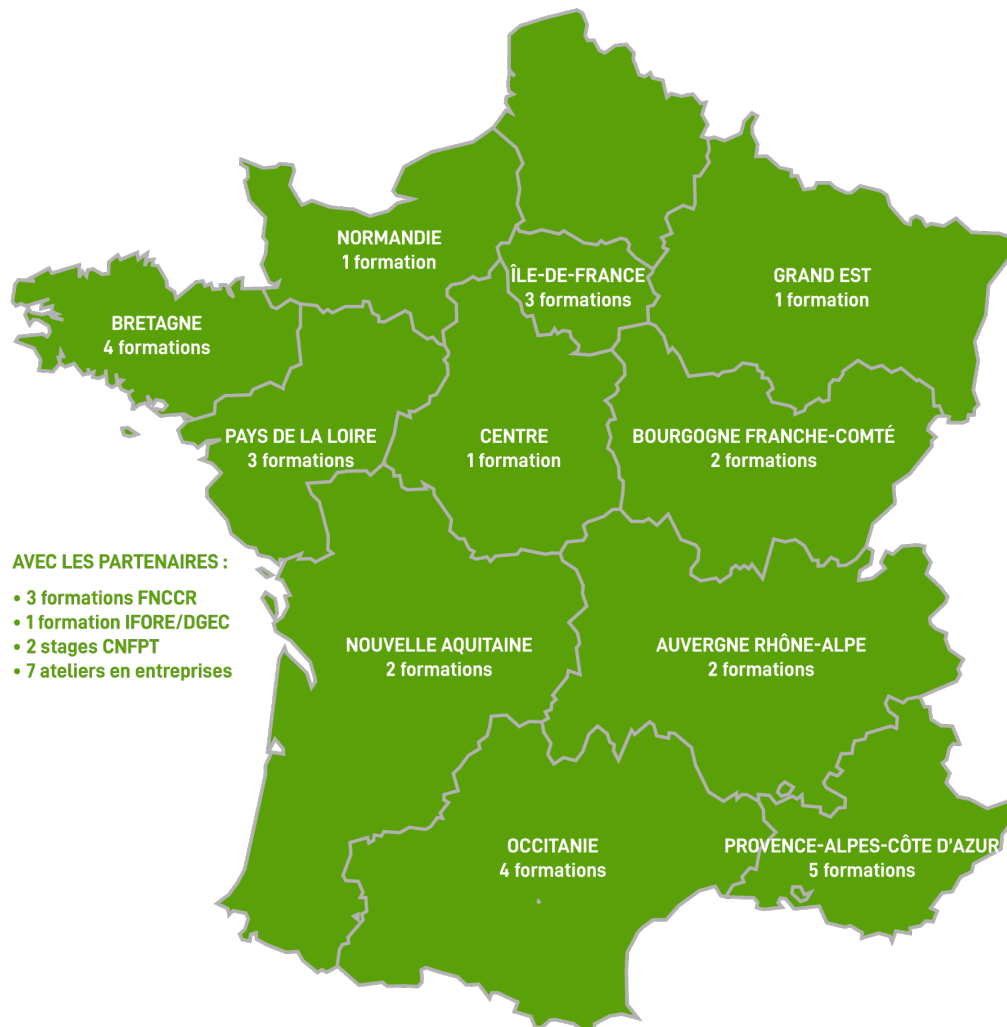 NORMANDIE
1 formation
ÎLE-DE-FRANCE
3 formations
GRAND EST
1 formation
BRETAGNE
4 formations
PAYS DE LA LOIRE
3 formations
CENTRE
1 formation
BOURGOGNE FRANCHE-COMTÉ
2 formations
AVEC LES PARTENAIRES :
• 3 formations FNCCR
• 1 formation IFORE/DGEC
• 2 stages CNFPT
• 7 ateliers en entreprises
NOUVELLE AQUITAINE
2 formations
AUVERGNE RHÔNE-ALPE
2 formations
OCCITANIE
4 formations
PROVENCE-ALPES-CÔTE D'AZUR
5 formations